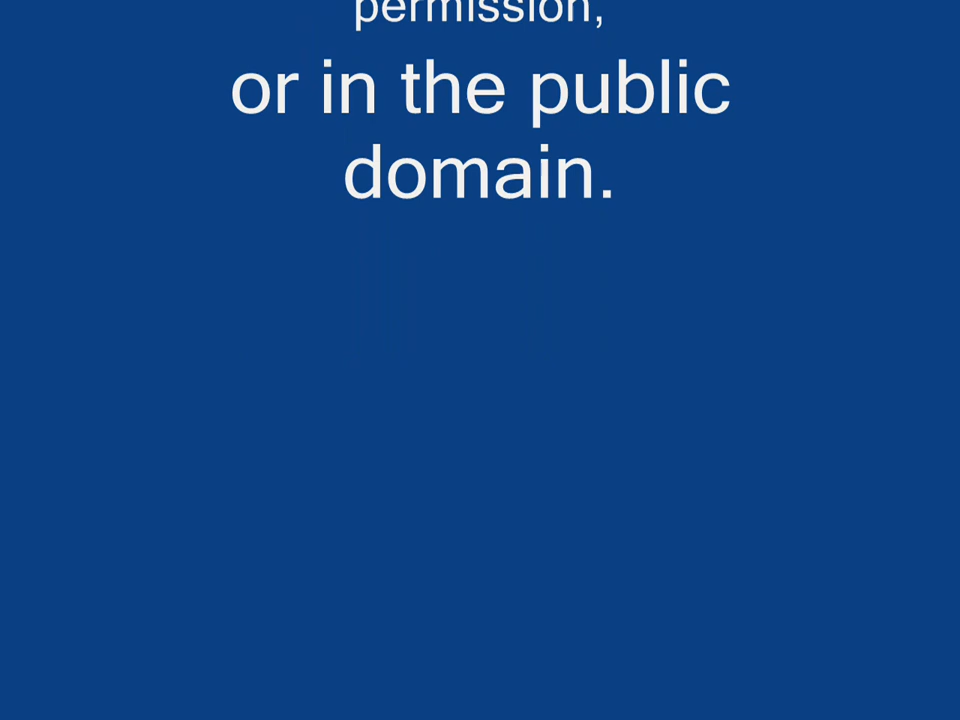 permission,
or in the public
domain.